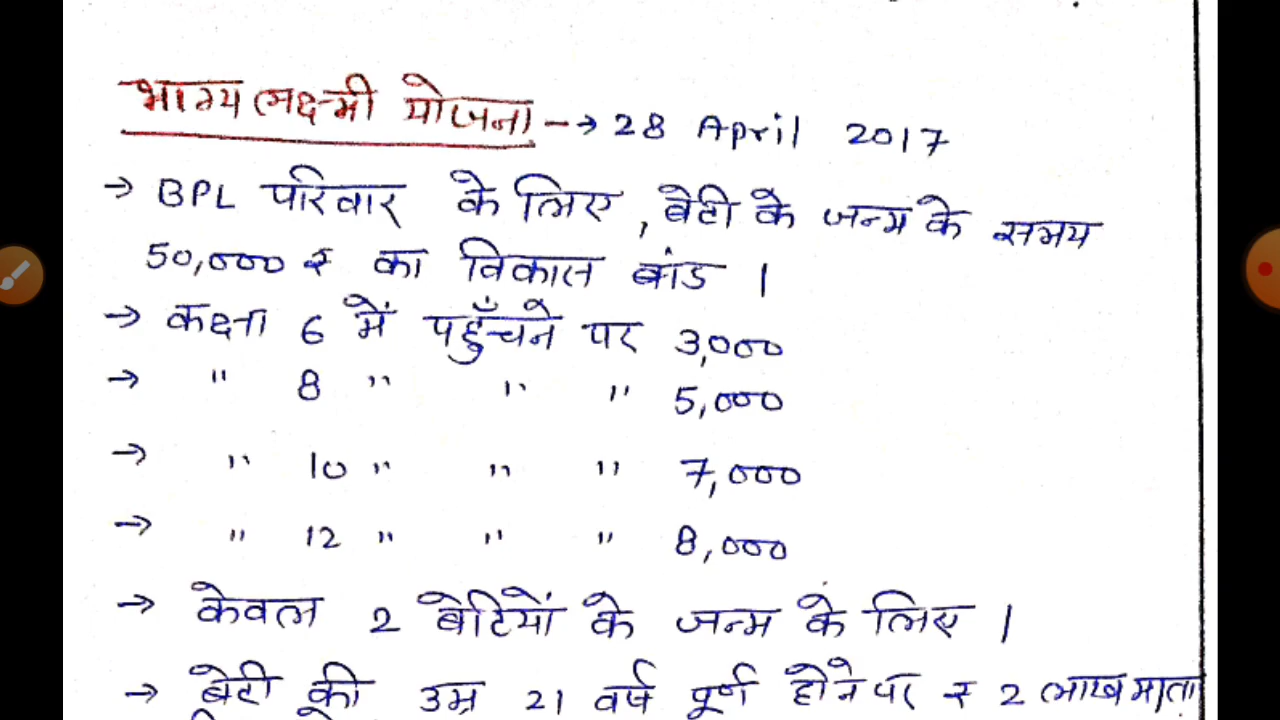 भाग्य लक्ष्मी योजना --> 28 April 2017
→ BPL परिवार के लिए, बेटी के जन्म के समय
50,000 ₹ का विकास बांड ।
→ कक्षा 6 में पहुँचने पर 3,000
→ " 8 " " " 5,000
→ " 10 " " " 7,000
→ " 12 " " " 8,000
→ केवल 2 बेटियों के जन्म के लिए ।
→ बेटी की उम्र 21 वर्ष पूर्ण होने पर ₹ 2 लाख माता